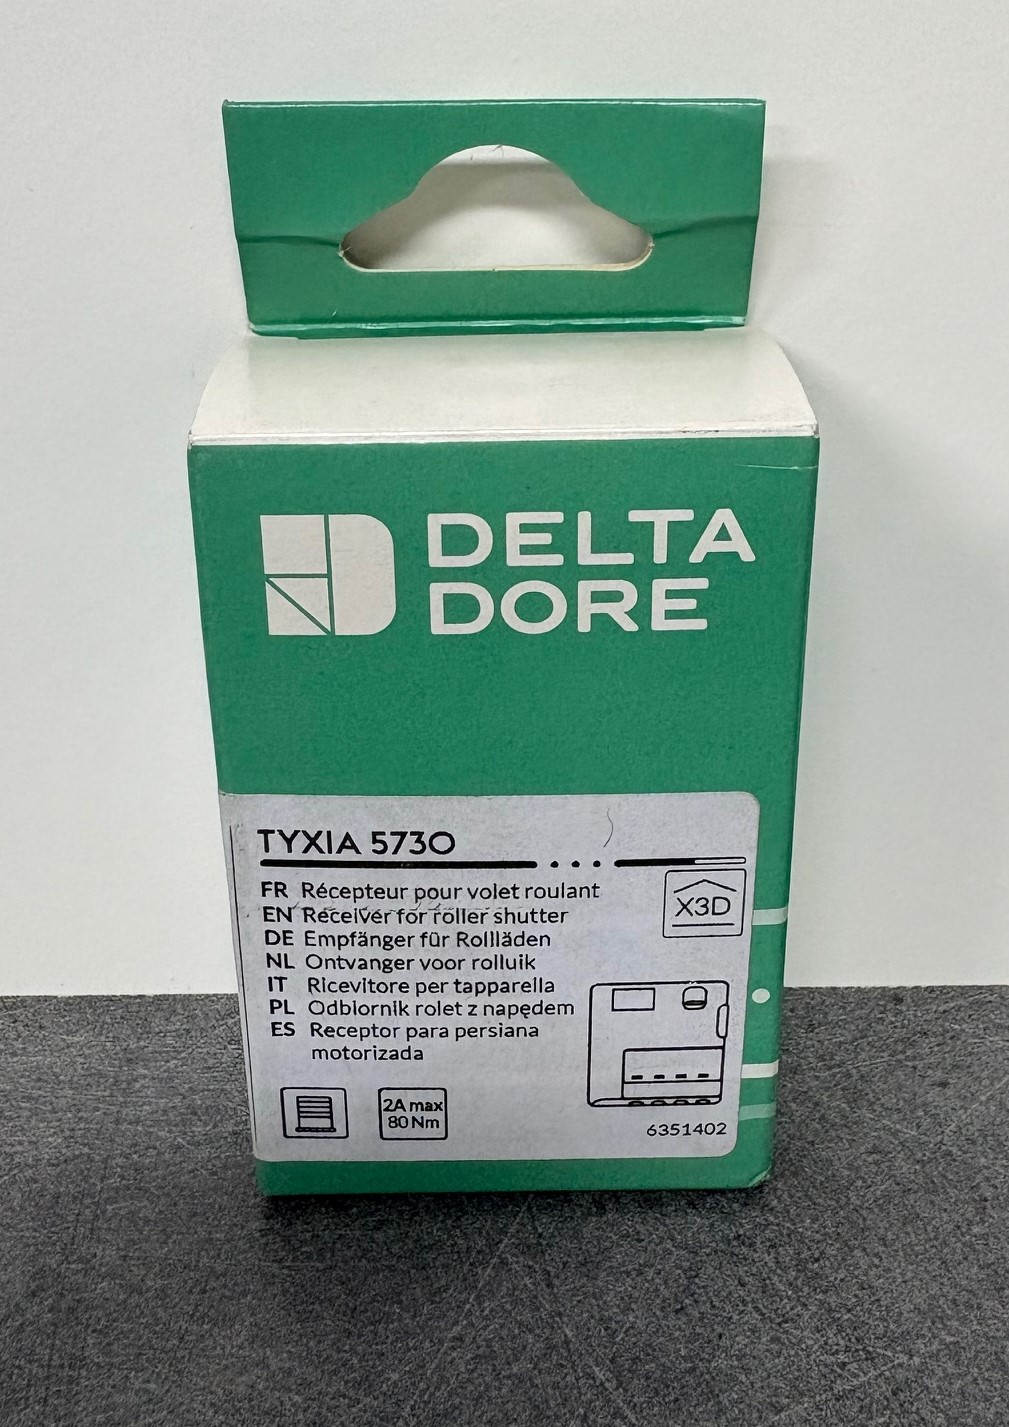 DELTA
DORE
TYXIA 5730
FR Récepteur pour volet roulant
EN Receiver for roller shutter
DE Empfänger für Rollläden
NL Ontvanger voor rolluik
IT Ricevitore per tapparella
PL Odbiornik rolet z napędem
ES Receptor para persiana
motorizada
X3D
2A max
80 Nm
6351402